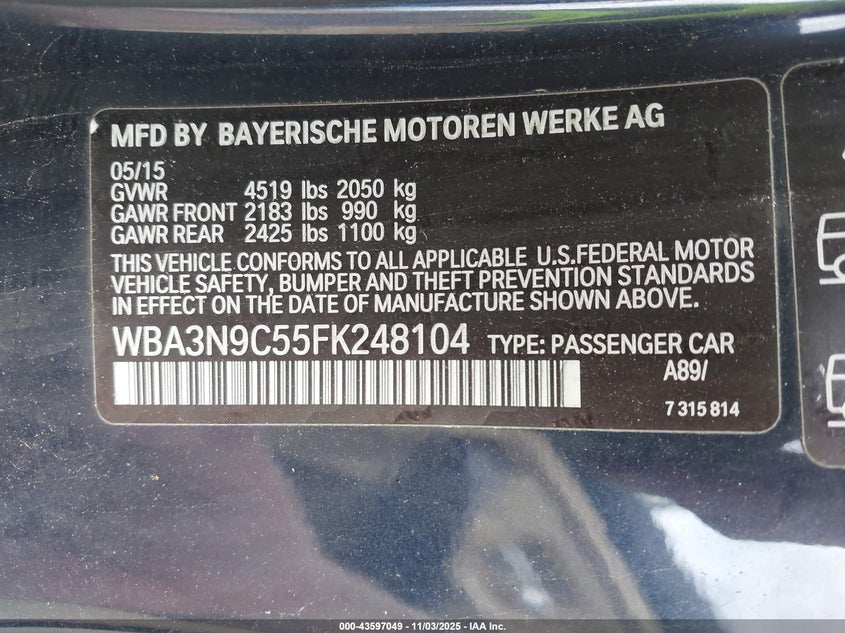 MFD BY BAYERISCHE MOTOREN WERKE AG
05/15
GVWR 4519 lbs 2050 kg
GAWR FRONT 2183 lbs 990 kg
GAWR REAR 2425 lbs 1100 kg
THIS VEHICLE CONFORMS TO ALL APPLICABLE U.S.FEDERAL MOTOR
VEHICLE SAFETY, BUMPER AND THEFT PREVENTION STANDARDS
IN EFFECT ON THE DATE OF MANUFACTURE SHOWN ABOVE.
WBA3N9C55FK248104 TYPE: PASSENGER CAR
A89/
7 315 814
000-43597049 - 11/03/2025 - IAA Inc.